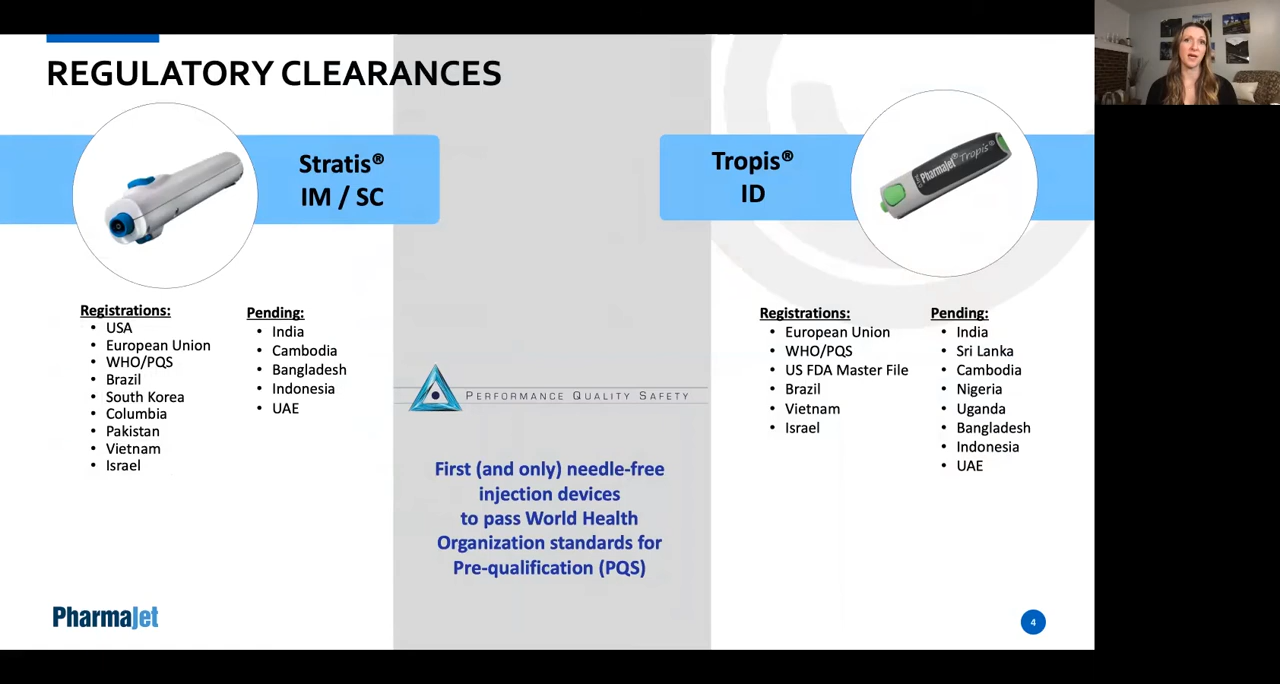 REGULATORY CLEARANCES
Stratis®
IM / SC
Registrations:
• USA
• European Union
• WHO/PQS
• Brazil
• South Korea
• Columbia
• Pakistan
• Vietnam
• Israel
Pending:
• India
• Cambodia
• Bangladesh
• Indonesia
• UAE
PERFORMANCE QUALITY SAFETY
First (and only) needle-free
injection devices
to pass World Health
Organization standards for
Pre-qualification (PQS)
Tropis®
ID
PharmaJet® Tropis®
Registrations:
• European Union
• WHO/PQS
• US FDA Master File
• Brazil
• Vietnam
• Israel
Pending:
• India
• Sri Lanka
• Cambodia
• Nigeria
• Uganda
• Bangladesh
• Indonesia
• UAE
PharmaJet
4